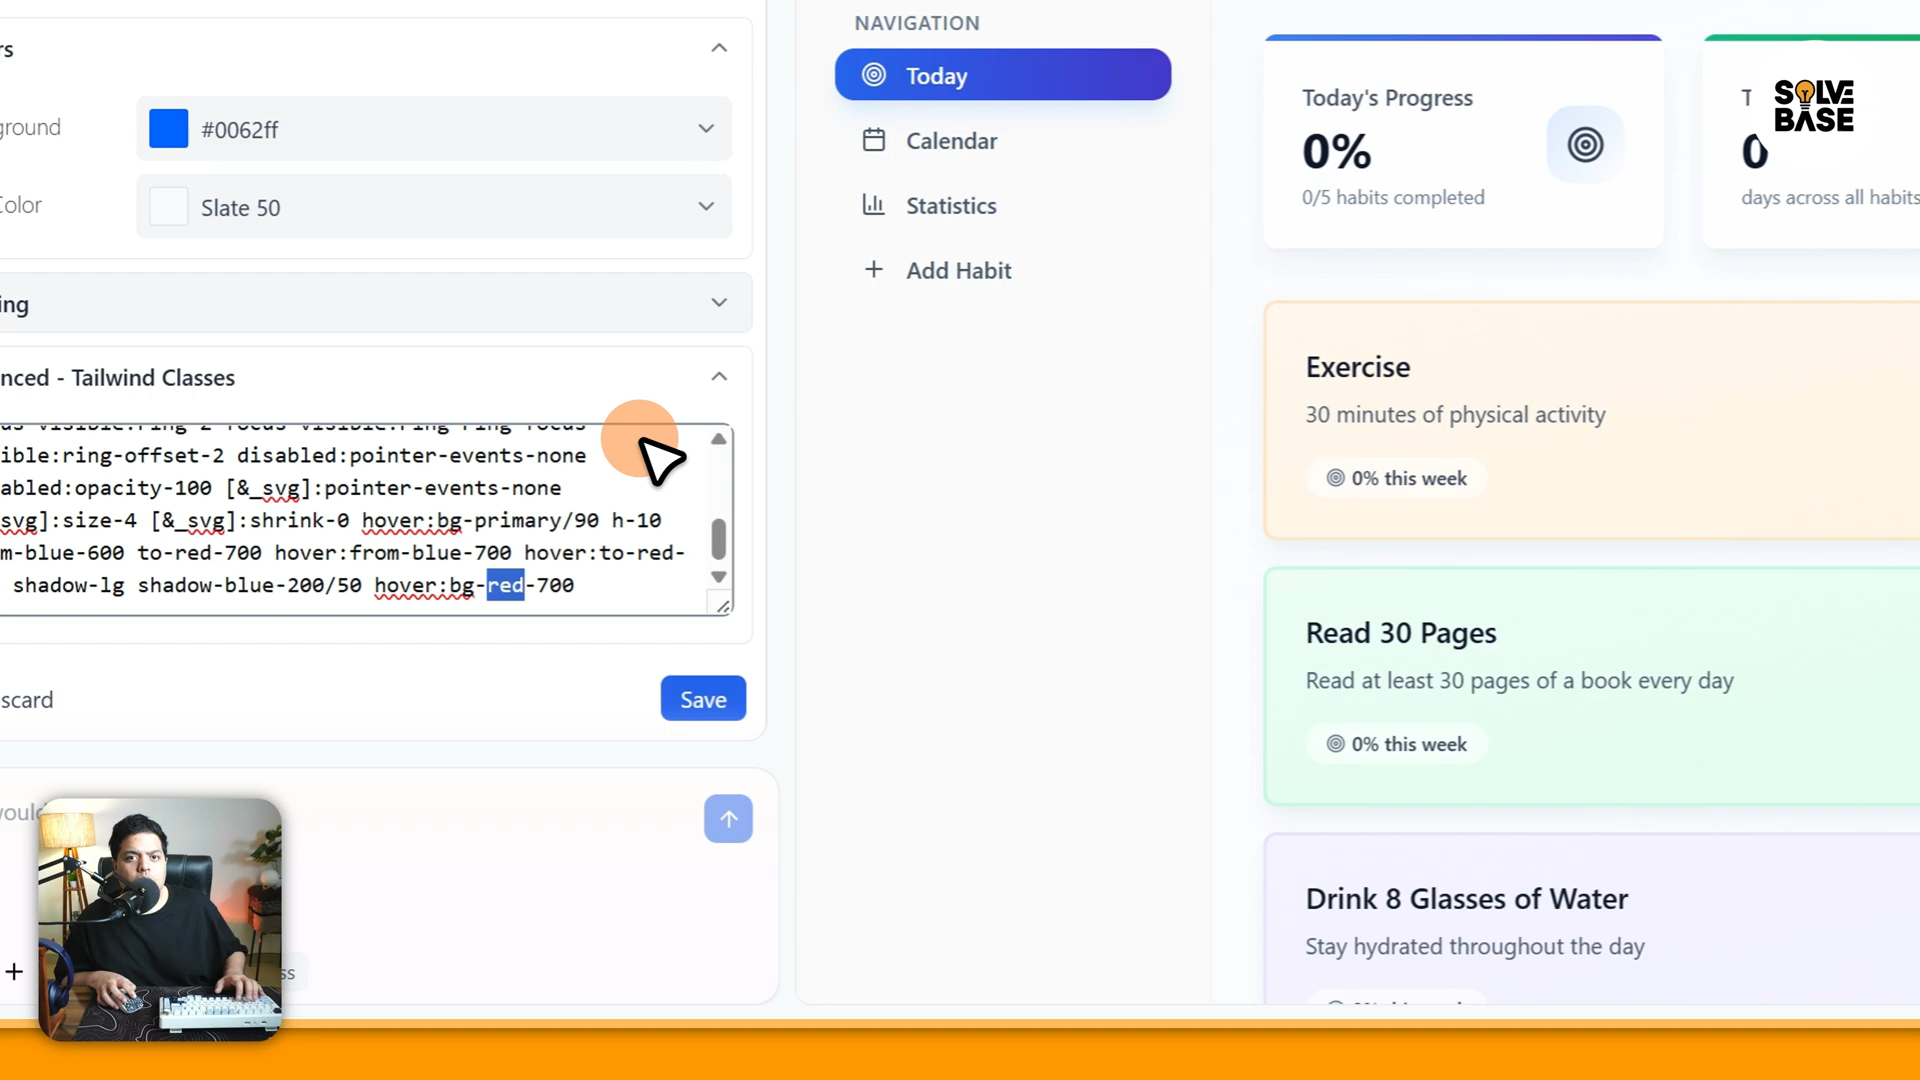 rs
ground
#0062ff
Color
Slate 50
ing
nced - Tailwind Classes
ible:ring-offset-2 disabled:pointer-events-none
abled:opacity-100 [&_svg]:pointer-events-none
svg]:size-4 [&_svg]:shrink-0 hover:bg-primary/90 h-10
m-blue-600 to-red-700 hover:from-blue-700 hover:to-red-
shadow-lg shadow-blue-200/50 hover:bg-red-700
scard
Save
ss
NAVIGATION
Today
Calendar
Statistics
Add Habit
Today's Progress
0%
0/5 habits completed
T
0
days across all habits
SOLVE
BASE
Exercise
30 minutes of physical activity
0% this week
Read 30 Pages
Read at least 30 pages of a book every day
0% this week
Drink 8 Glasses of Water
Stay hydrated throughout the day